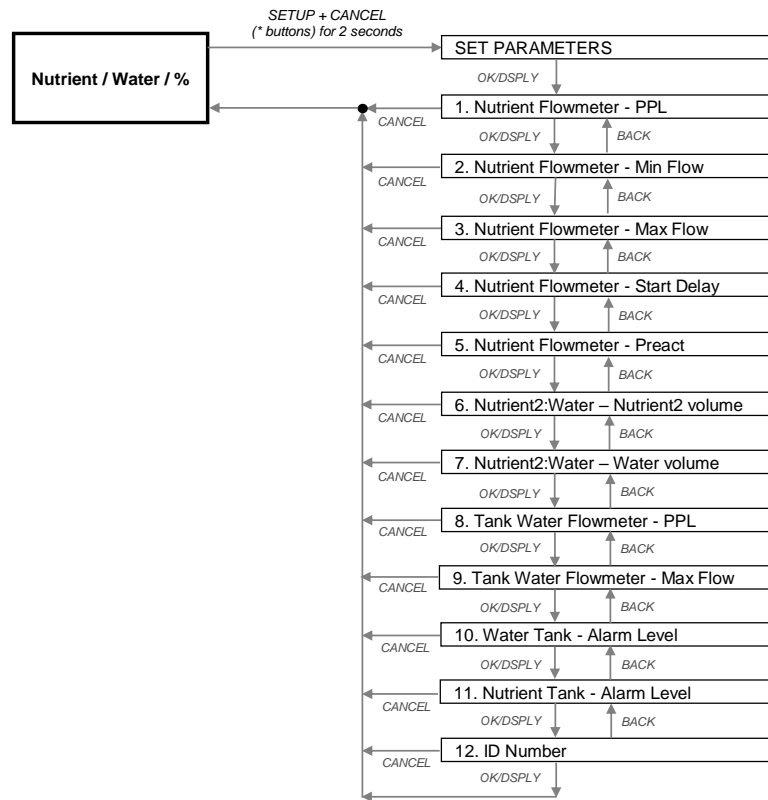 SETUP + CANCEL
(* buttons) for 2 seconds
SET PARAMETERS
Nutrient / Water / %
OK/DSPLY
1. Nutrient Flowmeter - PPL
CANCEL
OK/DSPLY
BACK
2. Nutrient Flowmeter - Min Flow
CANCEL
OK/DSPLY
BACK
3. Nutrient Flowmeter - Max Flow
CANCEL
OK/DSPLY
BACK
4. Nutrient Flowmeter - Start Delay
CANCEL
OK/DSPLY
BACK
5. Nutrient Flowmeter - Preact
CANCEL
OK/DSPLY
BACK
6. Nutrient2:Water – Nutrient2 volume
CANCEL
OK/DSPLY
BACK
7. Nutrient2:Water – Water volume
CANCEL
OK/DSPLY
BACK
8. Tank Water Flowmeter - PPL
CANCEL
OK/DSPLY
BACK
9. Tank Water Flowmeter - Max Flow
CANCEL
OK/DSPLY
BACK
10. Water Tank - Alarm Level
CANCEL
OK/DSPLY
BACK
11. Nutrient Tank - Alarm Level
CANCEL
OK/DSPLY
BACK
12. ID Number
CANCEL
OK/DSPLY